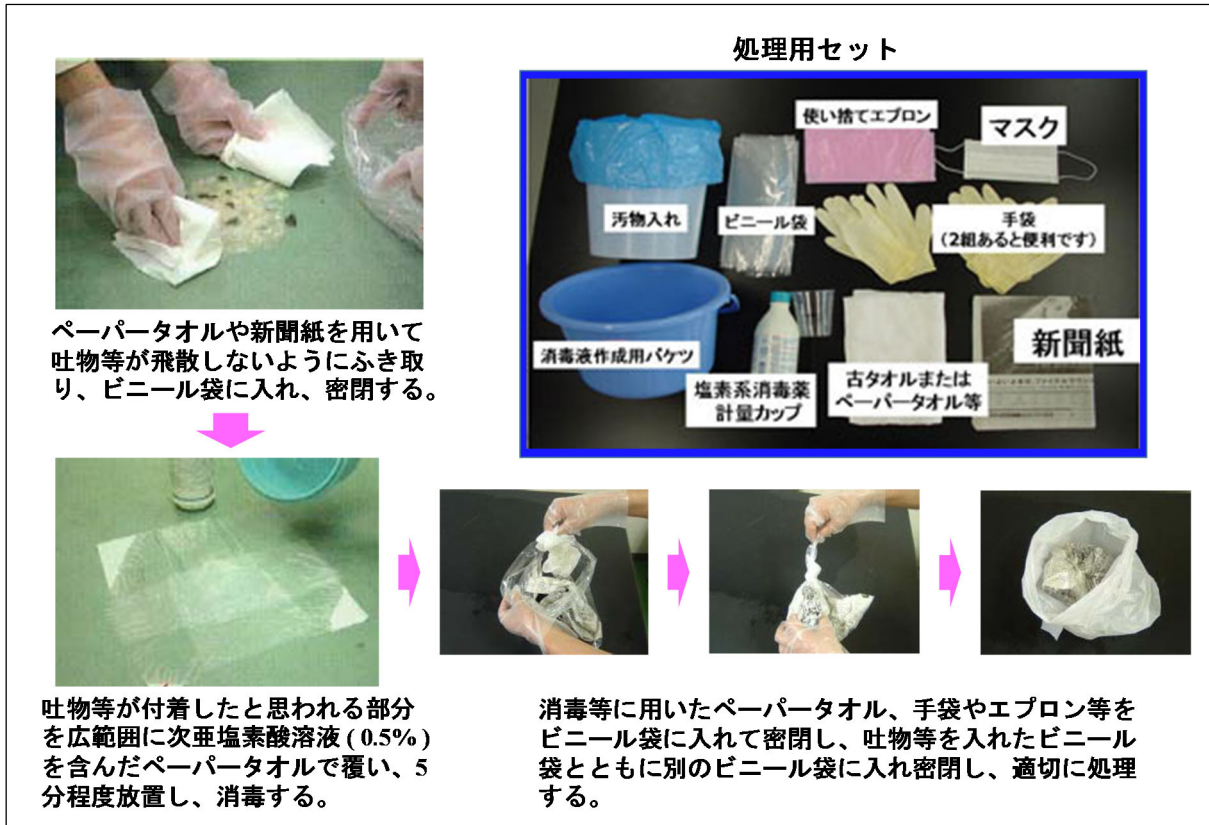 処理用セット
使い捨てエプロン
マスク
汚物入れ
ビニール袋
手袋
（2組あると便利です）
消毒液作成用バケツ
塩素系消毒薬
計量カップ
古タオルまたは
ペーパータオル等
新聞紙
ペーパータオルや新聞紙を用いて
吐物等が飛散しないようにふき取
り、ビニール袋に入れ、密閉する。
吐物等が付着したと思われる部分
を広範囲に次亜塩素酸溶液 ( 0.5% )
を含んだペーパータオルで覆い、5
分程度放置し、消毒する。
消毒等に用いたペーパータオル、手袋やエプロン等を
ビニール袋に入れて密閉し、吐物等を入れたビニール
袋とともに別のビニール袋に入れ密閉し、適切に処理
する。